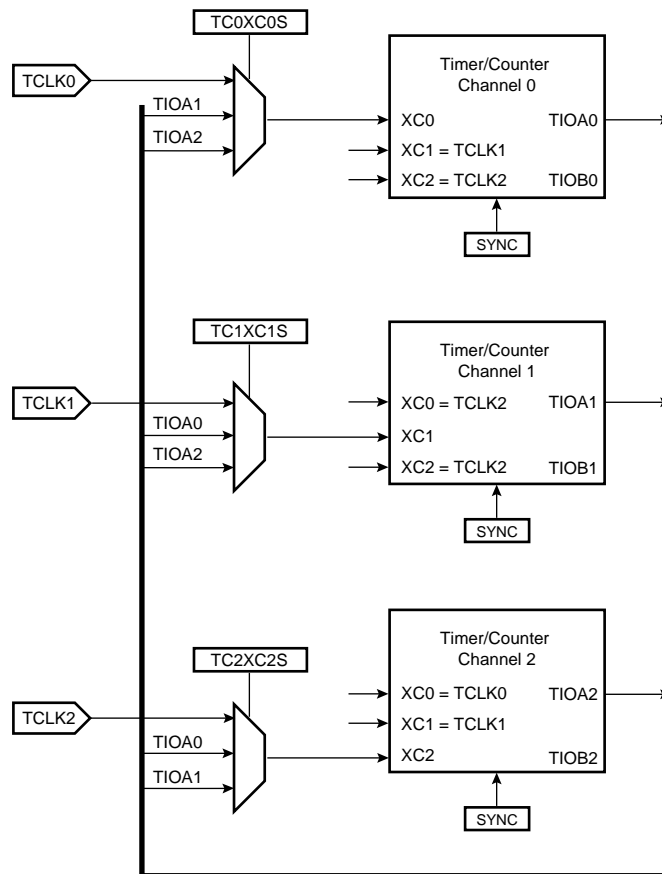 TC0XC0S
TCLK0
TIOA1
TIOA2
Timer/Counter
Channel 0
XC0
TIOA0
XC1 = TCLK1
XC2 = TCLK2
TIOB0
SYNC
TC1XC1S
TCLK1
TIOA0
TIOA2
Timer/Counter
Channel 1
XC0 = TCLK2
TIOA1
XC1
XC2 = TCLK2
TIOB1
SYNC
TC2XC2S
TCLK2
TIOA0
TIOA1
Timer/Counter
Channel 2
XC0 = TCLK0
TIOA2
XC1 = TCLK1
XC2
TIOB2
SYNC